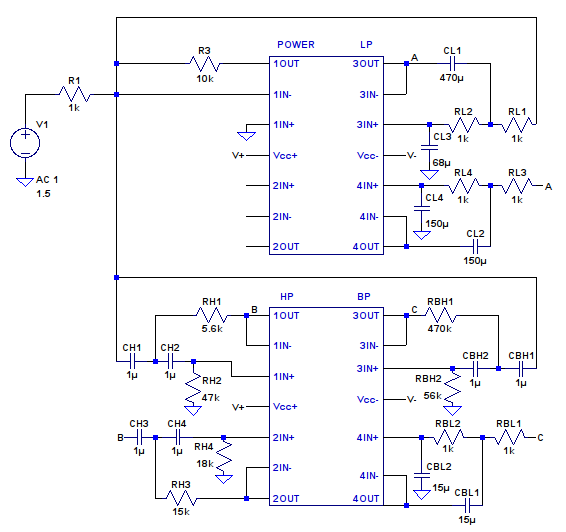 POWER LP
R3 1OUT 3OUT A CL1
10k 470µ
R1 1IN- 3IN-
1k RL2 RL1
1IN+ 3IN+
CL3 1k 1k
V1 68µ
V+ Vcc+ Vcc- V-
AC 1 2IN+ 4IN+ RL4 RL3 A
1.5 CL4 1k 1k
2IN- 4IN- 150µ
CL2
2OUT 4OUT
150µ
HP BP
RH1 B 1OUT 3OUT C RBH1
5.6k 470k
CH1 CH2 1IN- 3IN- CBH2 CBH1
1µ 1µ 1IN+ 3IN+ 1µ 1µ
RH2 RBH2
47k 56k
V+ Vcc+ Vcc- V-
CH3 CH4 RBL2 RBL1
B 2IN+ 4IN+ C
1µ 1µ RH4 1k 1k
18k 2IN- 4IN- CBL2
RH3 15µ CBL1
2OUT 4OUT
15k 15µ